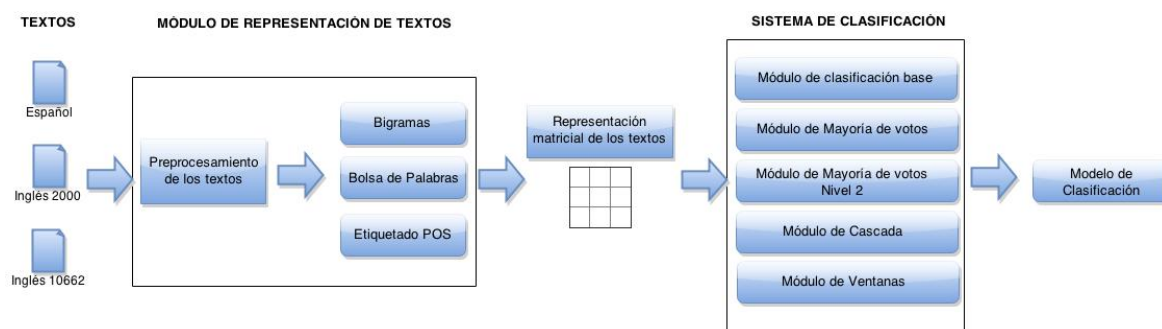 TEXTOS
MÓDULO DE REPRESENTACIÓN DE TEXTOS
SISTEMA DE CLASIFICACIÓN
Español
Inglés 2000
Inglés 10662
Preprocesamiento
de los textos
Bigramas
Bolsa de Palabras
Etiquetado POS
Representación
matricial de los textos
Módulo de clasificación base
Módulo de Mayoría de votos
Módulo de Mayoría de votos
Nivel 2
Módulo de Cascada
Módulo de Ventanas
Modelo de
Clasificación